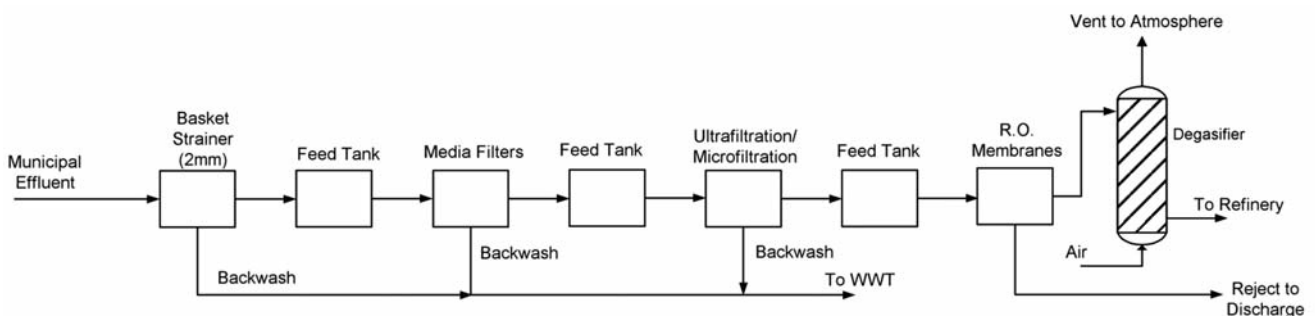 Vent to Atmosphere
Basket
Strainer
(2mm)
Ultrafiltration/
Microfiltration
R.O.
Membranes
Degasifier
Municipal
Effluent
Feed Tank
Media Filters
Feed Tank
Feed Tank
To Refinery
Backwash
Backwash
Backwash
Air
To WWT
Reject to
Discharge